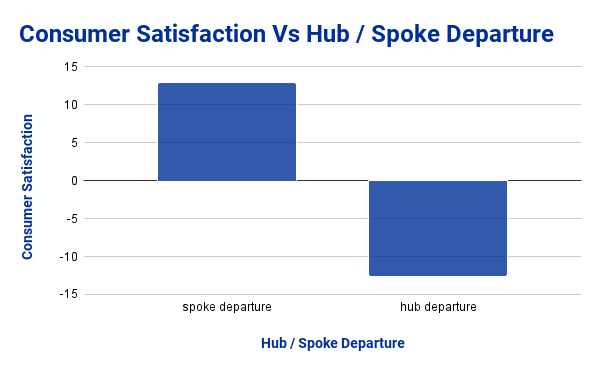 Consumer Satisfaction Vs Hub / Spoke Departure
Consumer Satisfaction
15
10
5
0
-5
-10
-15
spoke departure
hub departure
Hub / Spoke Departure